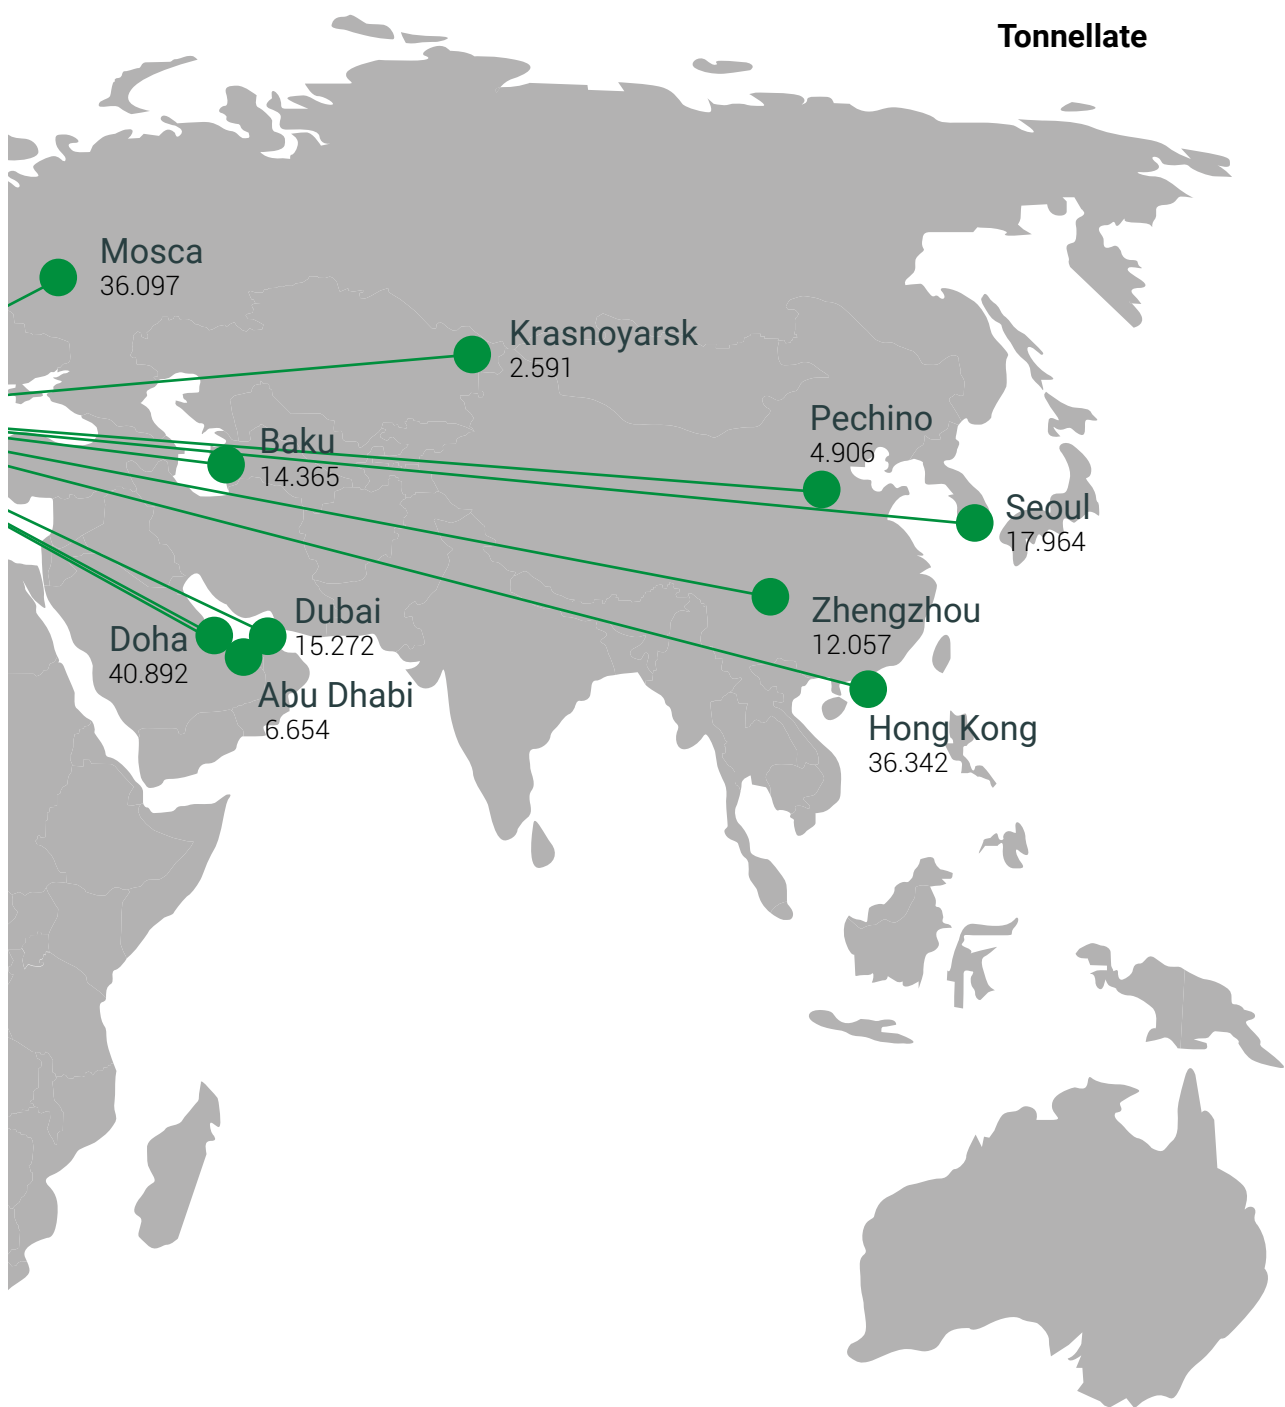 Tonnellate
Mosca
36.097
Krasnoyarsk
2.591
Pechino
4.906
Baku
14.365
Seoul
17.964
Dubai
15.272
Zhengzhou
12.057
Doha
40.892
Abu Dhabi
6.654
Hong Kong
36.342